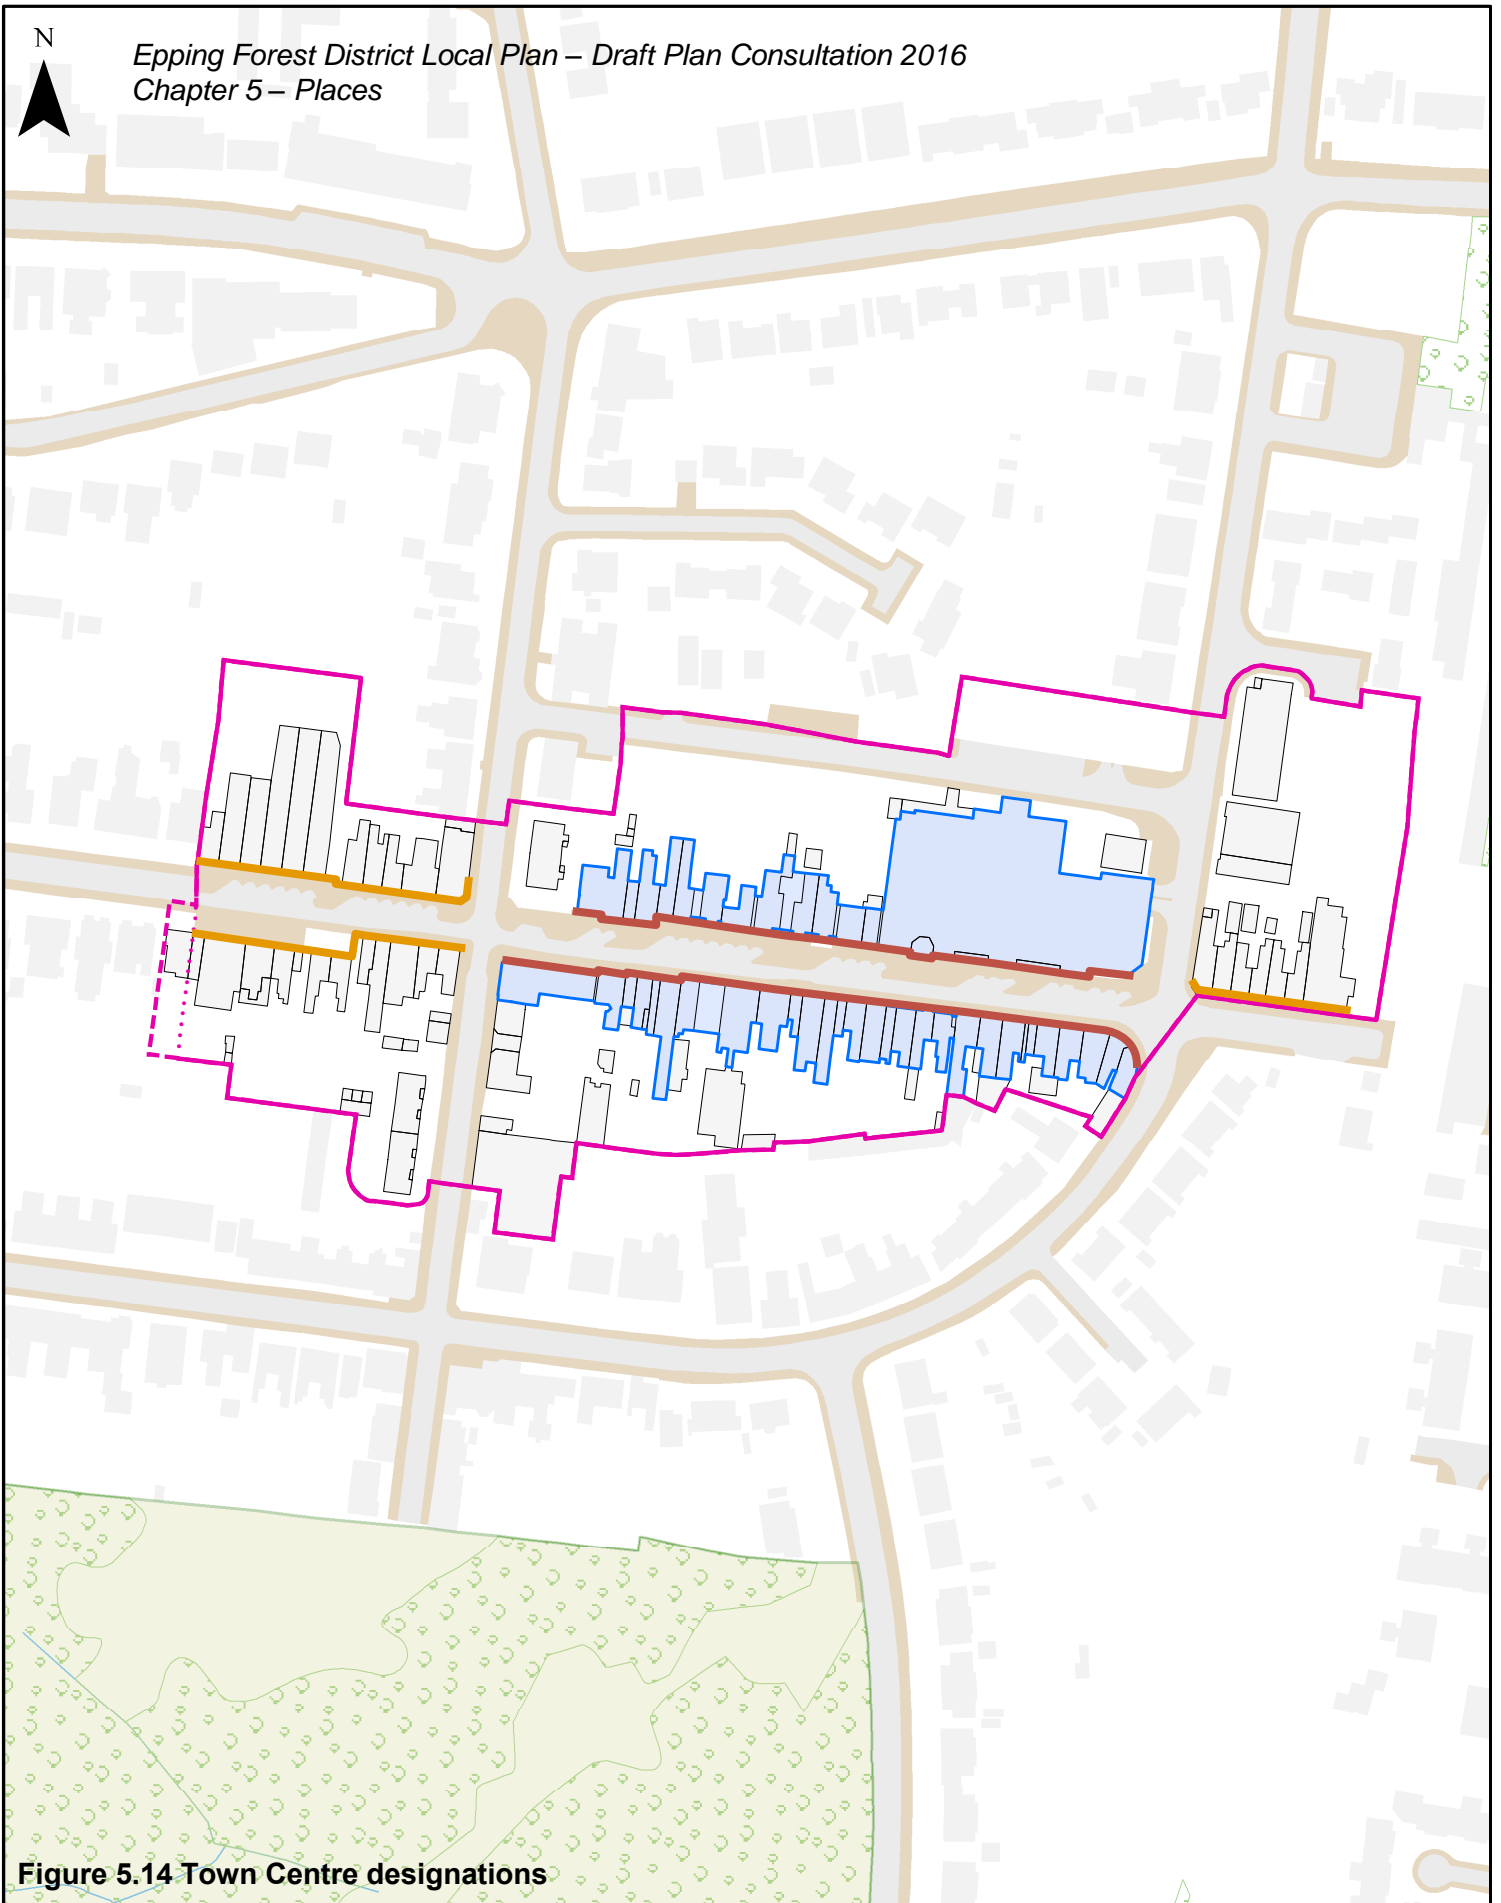 N
Epping Forest District Local Plan – Draft Plan Consultation 2016
Chapter 5 – Places
Figure 5.14 Town Centre designations